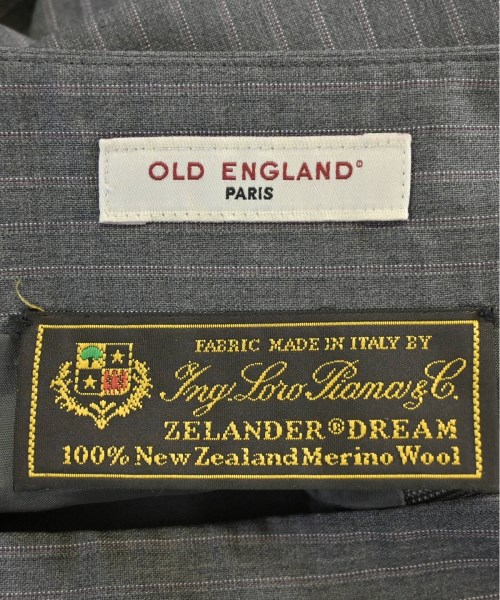 OLD ENGLAND®
PARIS
FABRIC MADE IN ITALY BY
Ing Loro Piana & C.
ZELANDER®DREAM
100% New Zealand Merino Wool